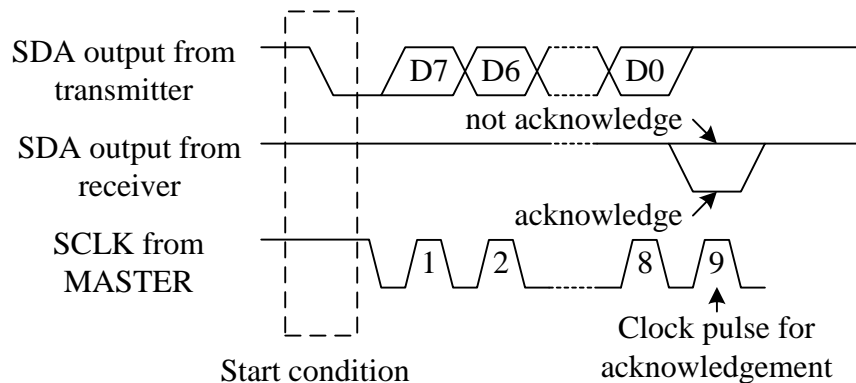 SDA output from
transmitter
D7
D6
D0
not acknowledge
SDA output from
receiver
acknowledge
SCLK from
MASTER
1
2
8
9
Clock pulse for
acknowledgement
Start condition